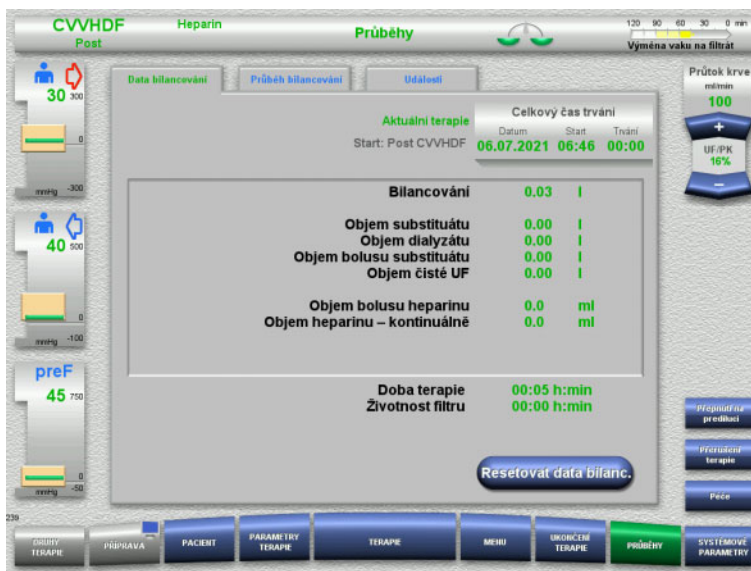 CVVHDF
Post
Heparin
Průběhy
120 90 60 30 0 min
Výměna vaku na filtrát
30 300
0
mmHg -300
40 500
0
mmHg -100
preF
45 750
0
mmHg -50
Data bilancování
Průběh bilancování
Události
Aktuální terapie
Start: Post CVVHDF
Celkový čas trvání
Datum Start Trvání
06.07.2021 06:46 00:00
Bilancování 0.03 l
Objem substituátu 0.00 l
Objem dialyzátu 0.00 l
Objem bolusu substituátu 0.00 l
Objem čisté UF 0.00 l
Objem bolusu heparinu 0.0 ml
Objem heparinu – kontinuálně 0.0 ml
Doba terapie 00:05 h:min
Životnost filtru 00:00 h:min
Resetovat data bilanc.
Průtok krve
ml/min
100
+
UF/PK
16%
–
Přepnutí na
prediluci
Přerušení
terapie
Péče
239
DRUHY
TERAPIE
PŘÍPRAVA
PACIENT
PARAMETRY
TERAPIE
TERAPIE
MENU
UKONČENÍ
TERAPIE
PRŮBĚHY
SYSTÉMOVÉ
PARAMETRY